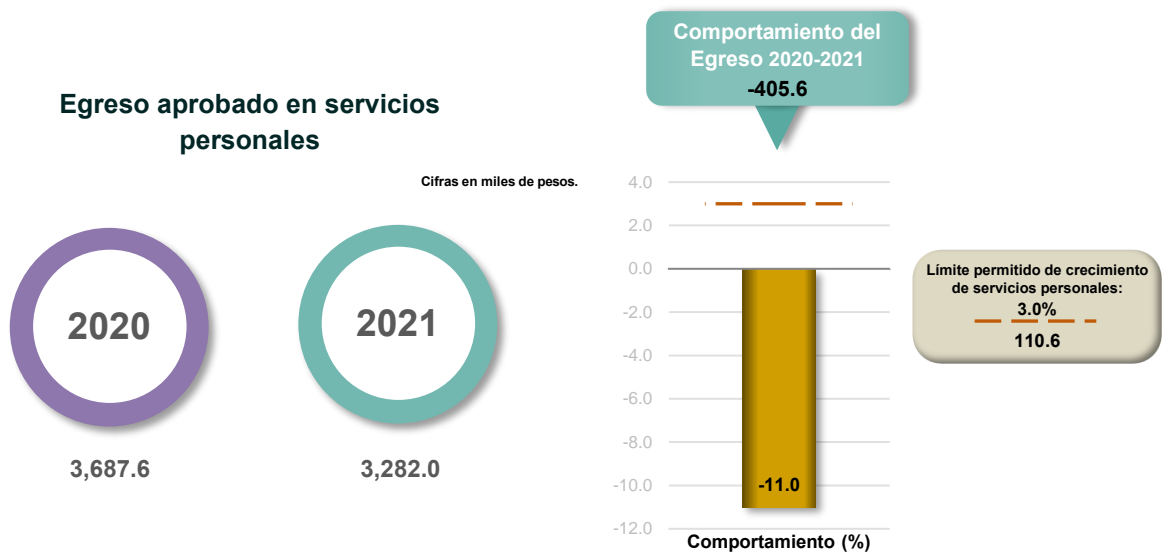 Egreso aprobado en servicios
personales
Cifras en miles de pesos.
2020
2021
3,687.6
3,282.0
Comportamiento del
Egreso 2020-2021
-405.6
4.0
2.0
0.0
-2.0
-4.0
-6.0
-8.0
-10.0
-12.0
-11.0
Comportamiento (%)
Límite permitido de crecimiento
de servicios personales:
3.0%
110.6